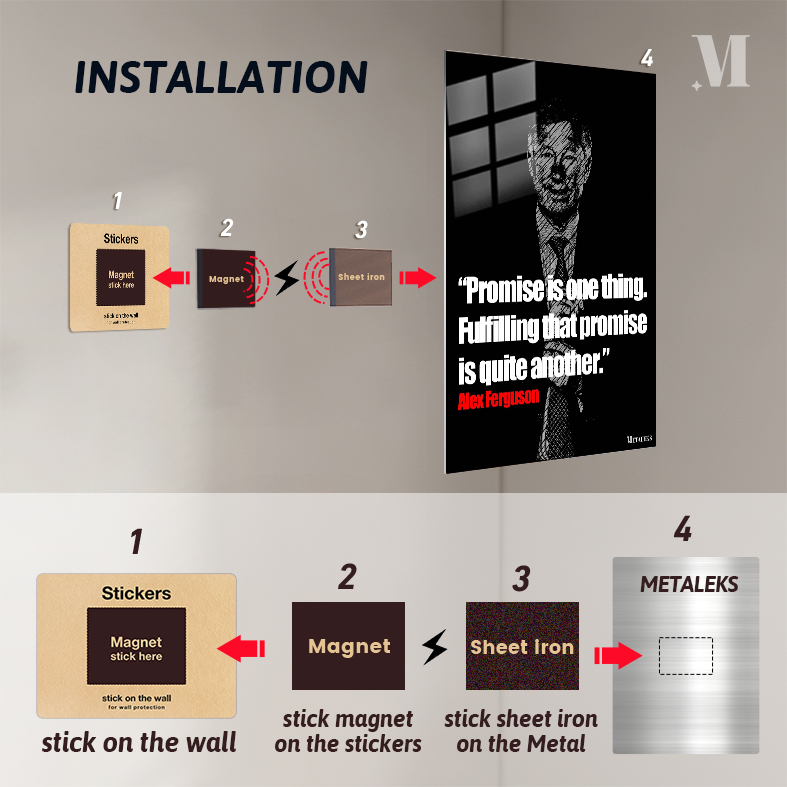 INSTALLATION
M
4
1
2
3
Stickers
Magnet
stick here
stick on the wall
for wall protection
Magnet
Sheet iron
“Promise is one thing.
Fulfilling that promise
is quite another.”
Alex Ferguson
METALEKS
1
2
3
4
Stickers
Magnet
stick here
stick on the wall
for wall protection
Magnet
Sheet iron
METALEKS
stick on the wall
stick magnet
on the stickers
stick sheet iron
on the Metal